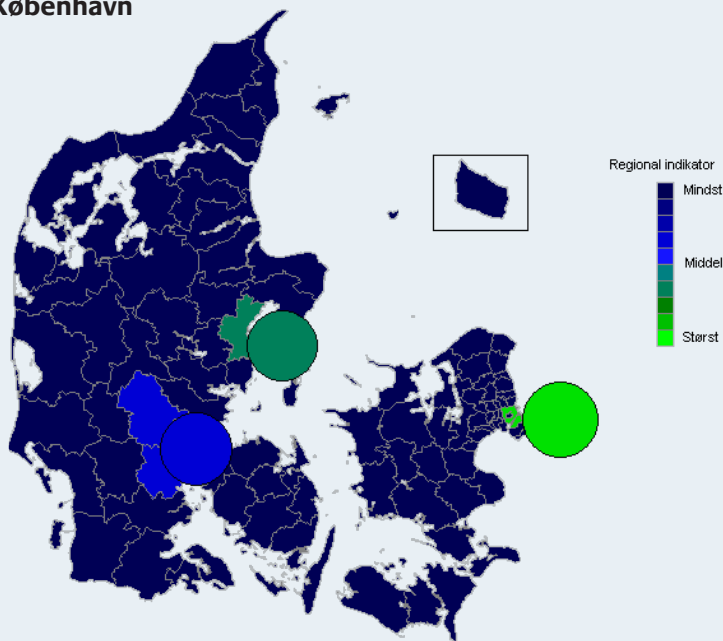 København
Regional indikator
Mindst
Middel
Størst